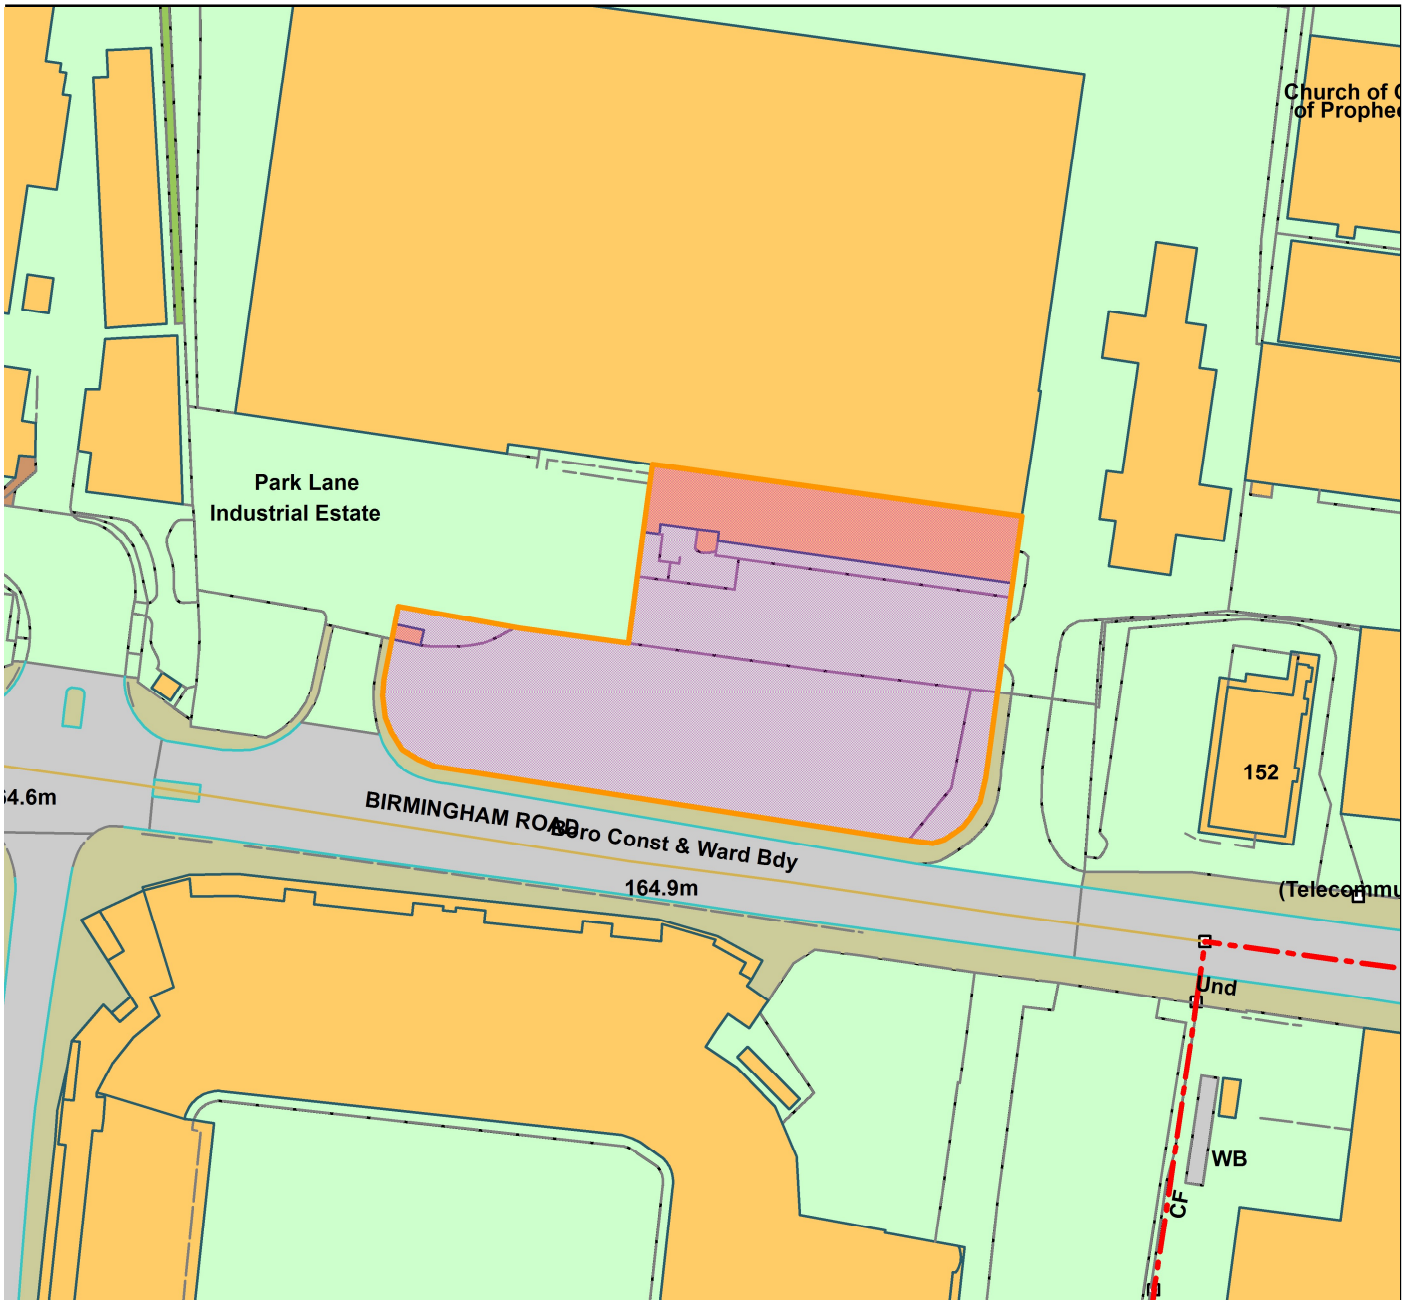 Church of
of Prophe
Park Lane
Industrial Estate
152
4.6m
BIRMINGHAM ROAD
Boro Const & Ward Bdy
164.9m
(Telecommu
Und
WB
CF